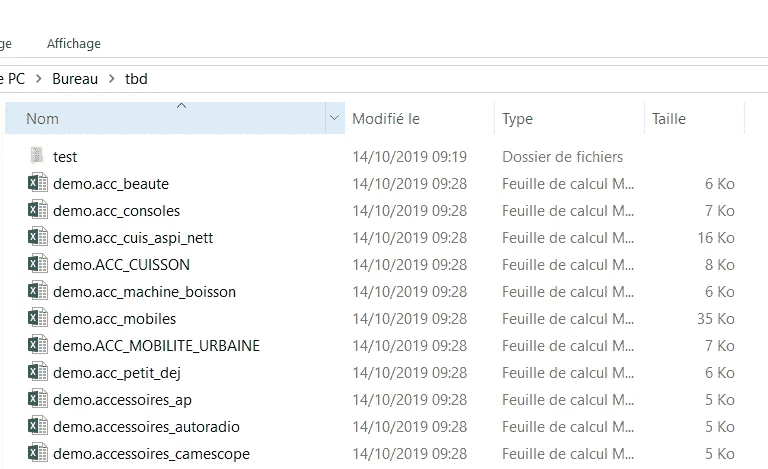 ge Affichage
e PC > Bureau > tbd
Nom Modifié le Type Taille
test 14/10/2019 09:19 Dossier de fichiers
demo.acc_beaute 14/10/2019 09:28 Feuille de calcul M... 6 Ko
demo.acc_consoles 14/10/2019 09:28 Feuille de calcul M... 7 Ko
demo.acc_cuis_aspi_nett 14/10/2019 09:28 Feuille de calcul M... 16 Ko
demo.ACC_CUISSON 14/10/2019 09:28 Feuille de calcul M... 8 Ko
demo.acc_machine_boisson 14/10/2019 09:28 Feuille de calcul M... 6 Ko
demo.acc_mobiles 14/10/2019 09:28 Feuille de calcul M... 35 Ko
demo.ACC_MOBILITE_URBAINE 14/10/2019 09:28 Feuille de calcul M... 7 Ko
demo.acc_petit_dej 14/10/2019 09:28 Feuille de calcul M... 6 Ko
demo.accessoires_ap 14/10/2019 09:28 Feuille de calcul M... 5 Ko
demo.accessoires_autoradio 14/10/2019 09:28 Feuille de calcul M... 5 Ko
demo.accessoires_camescope 14/10/2019 09:28 Feuille de calcul M... 5 Ko